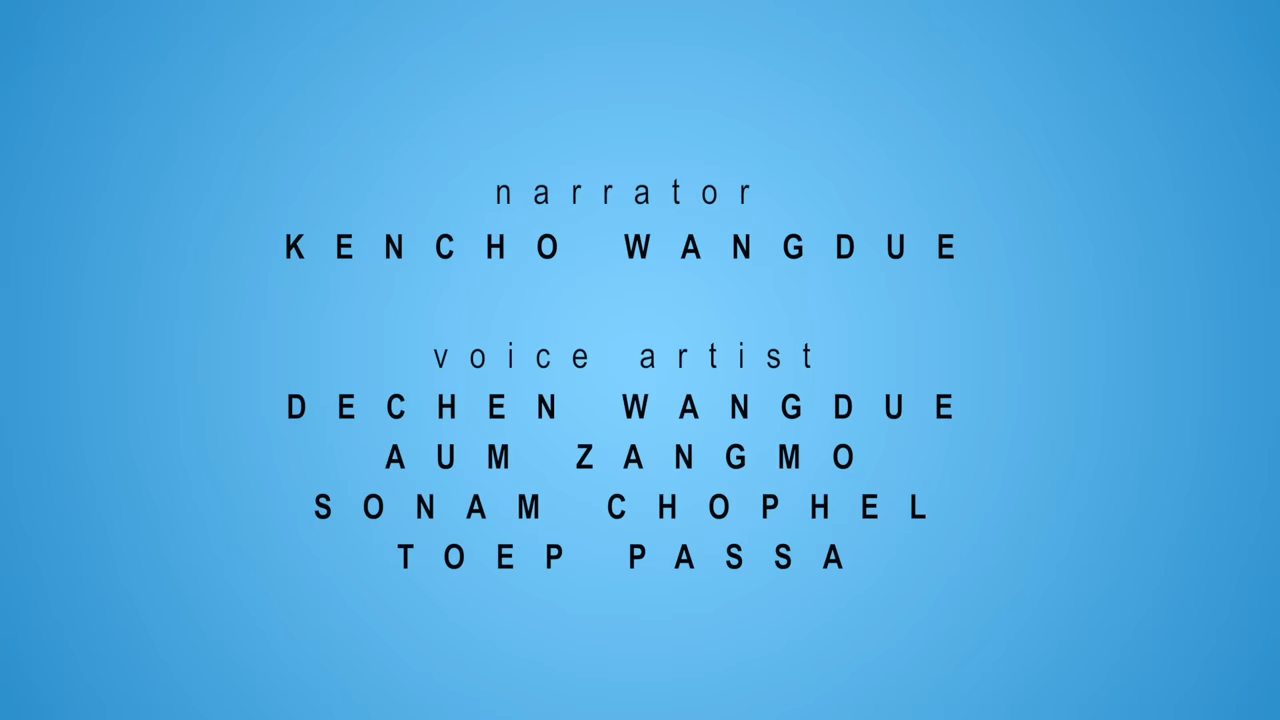 narrator
KENCHO WANGDUE
voice artist
DECHEN WANGDUE
AUM ZANGMO
SONAM CHOPHEL
TOEP PASSA